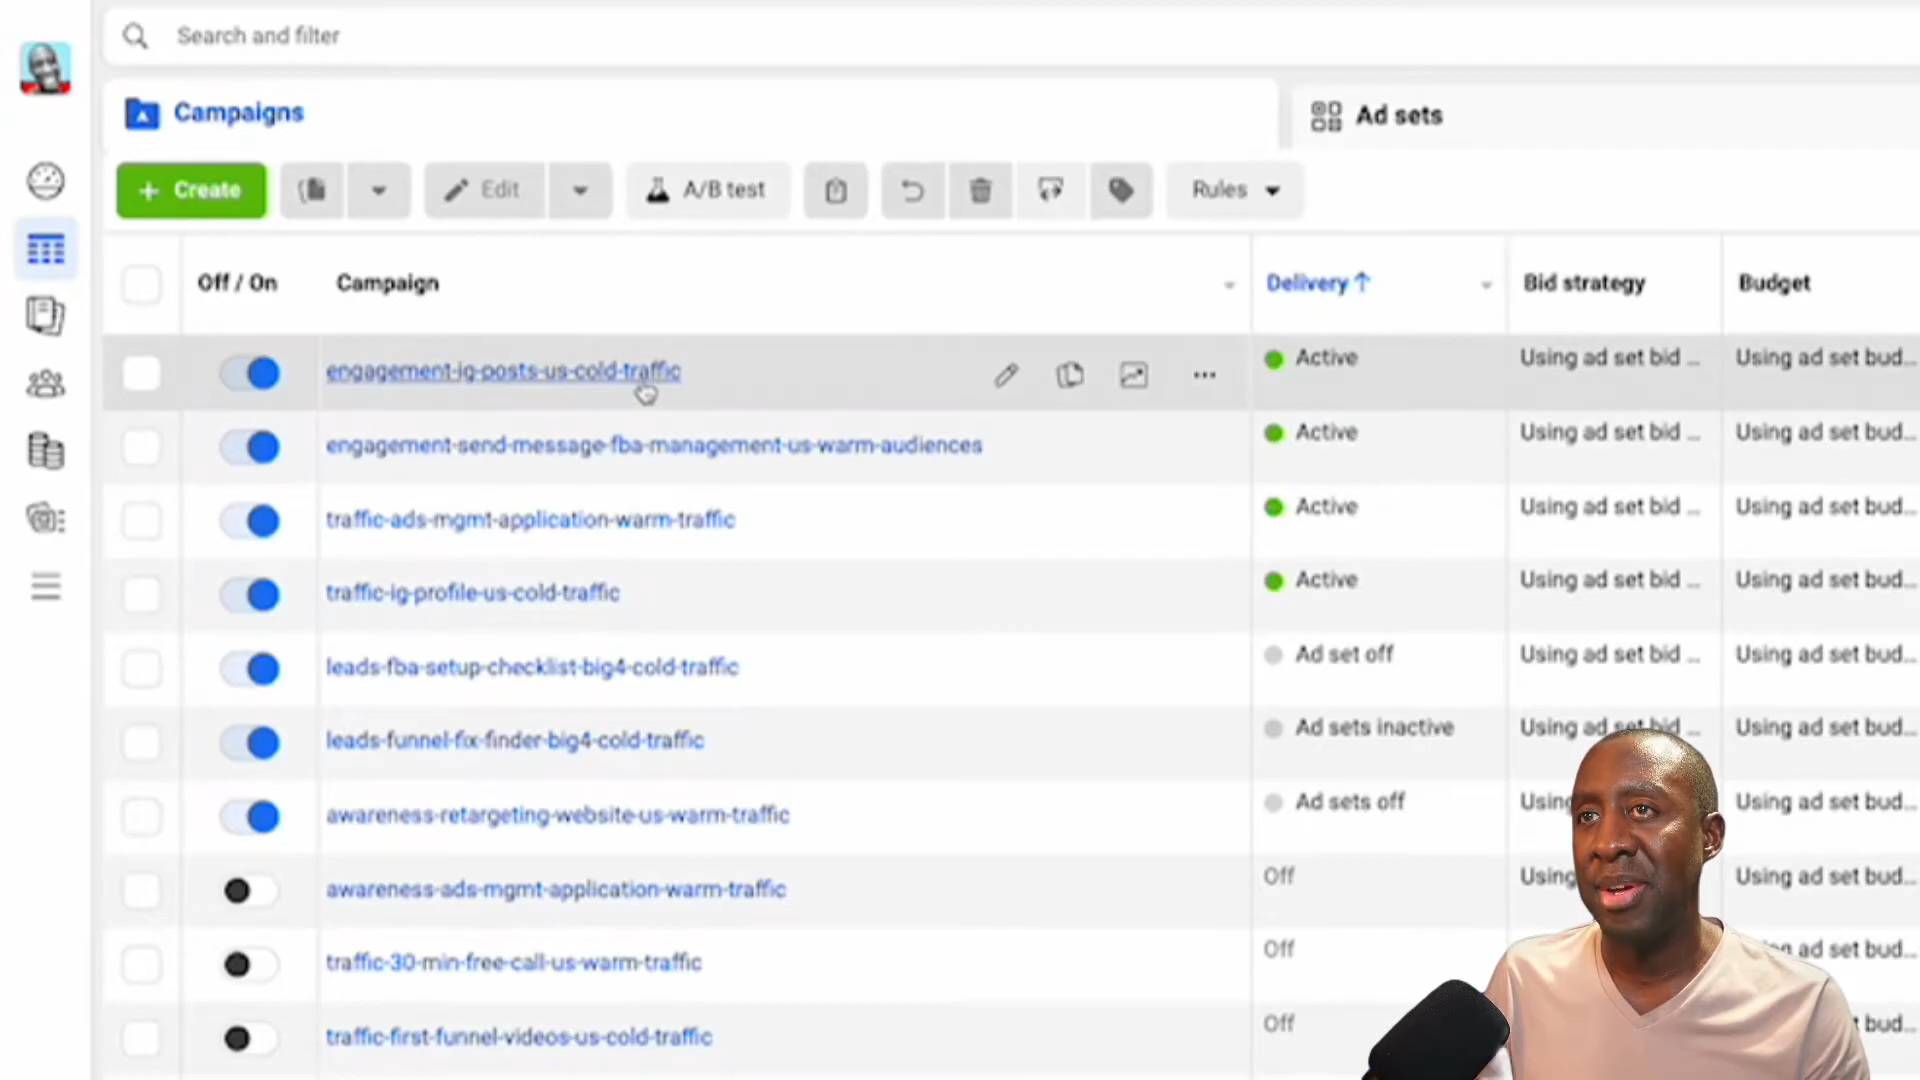 Search and filter
Campaigns
Ad sets
+ Create
Edit
A/B test
Rules
Off / On
Campaign
Delivery ↑
Bid strategy
Budget
engagement-ig-posts-us-cold-traffic
Active
Using ad set bid ...
Using ad set bud...
engagement-send-message-fba-management-us-warm-audiences
Active
Using ad set bid ...
Using ad set bud...
traffic-ads-mgmt-application-warm-traffic
Active
Using ad set bid ...
Using ad set bud...
traffic-ig-profile-us-cold-traffic
Active
Using ad set bid ...
Using ad set bud...
leads-fba-setup-checklist-big4-cold-traffic
Ad set off
Using ad set bid ...
Using ad set bud...
leads-funnel-fix-finder-big4-cold-traffic
Ad sets inactive
Using ad set bid ...
Using ad set bud...
awareness-retargeting-website-us-warm-traffic
Ad sets off
Using ad set bud...
awareness-ads-mgmt-application-warm-traffic
Off
Using ad set bud...
traffic-30-min-free-call-us-warm-traffic
Off
ad set bud...
traffic-first-funnel-videos-us-cold-traffic
Off
bud...